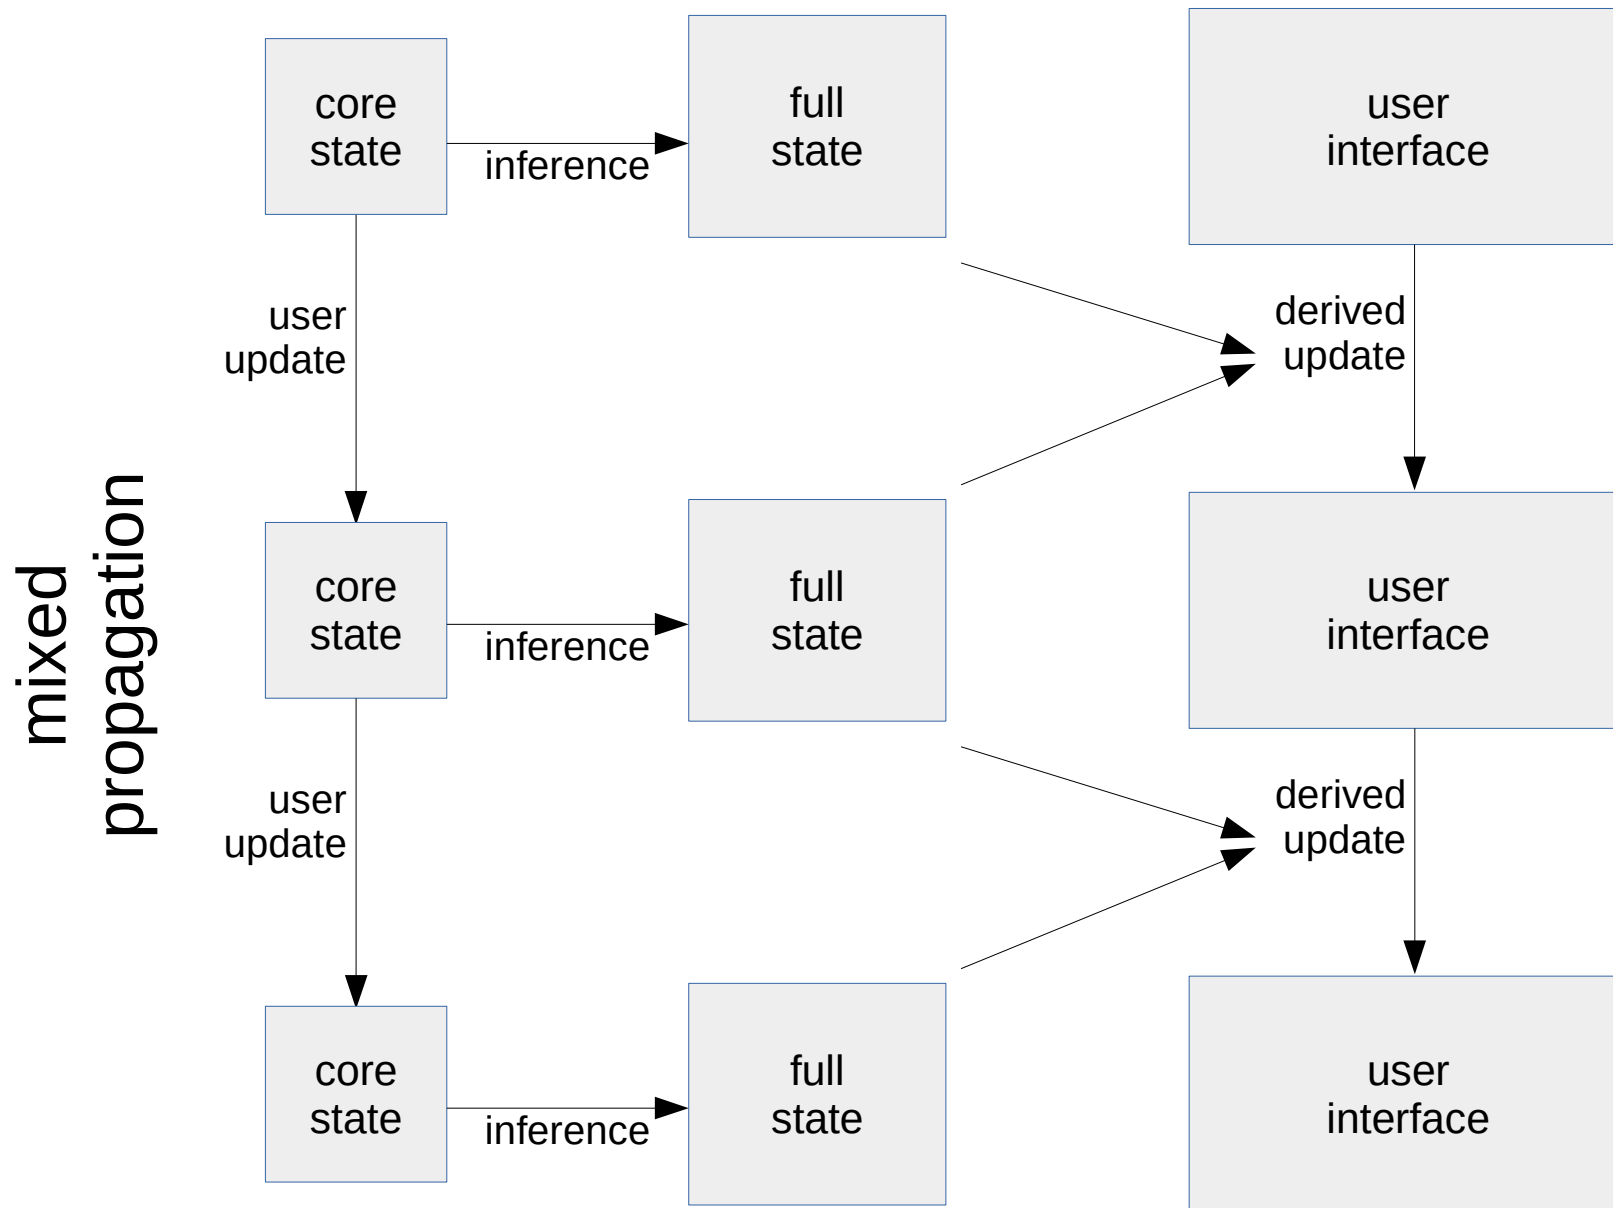 mixed
propagation
core
state
inference
full
state
user
interface
user
update
derived
update
core
state
inference
full
state
user
interface
user
update
derived
update
core
state
inference
full
state
user
interface